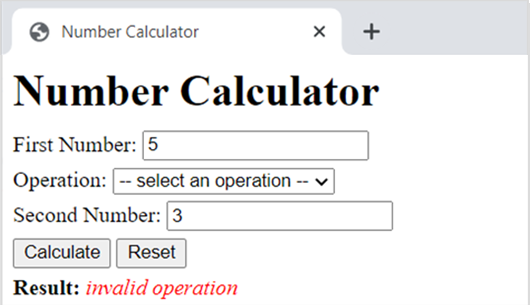 Number Calculator
Number Calculator
First Number: 5
Operation: -- select an operation --
Second Number: 3
Calculate Reset
Result: invalid operation